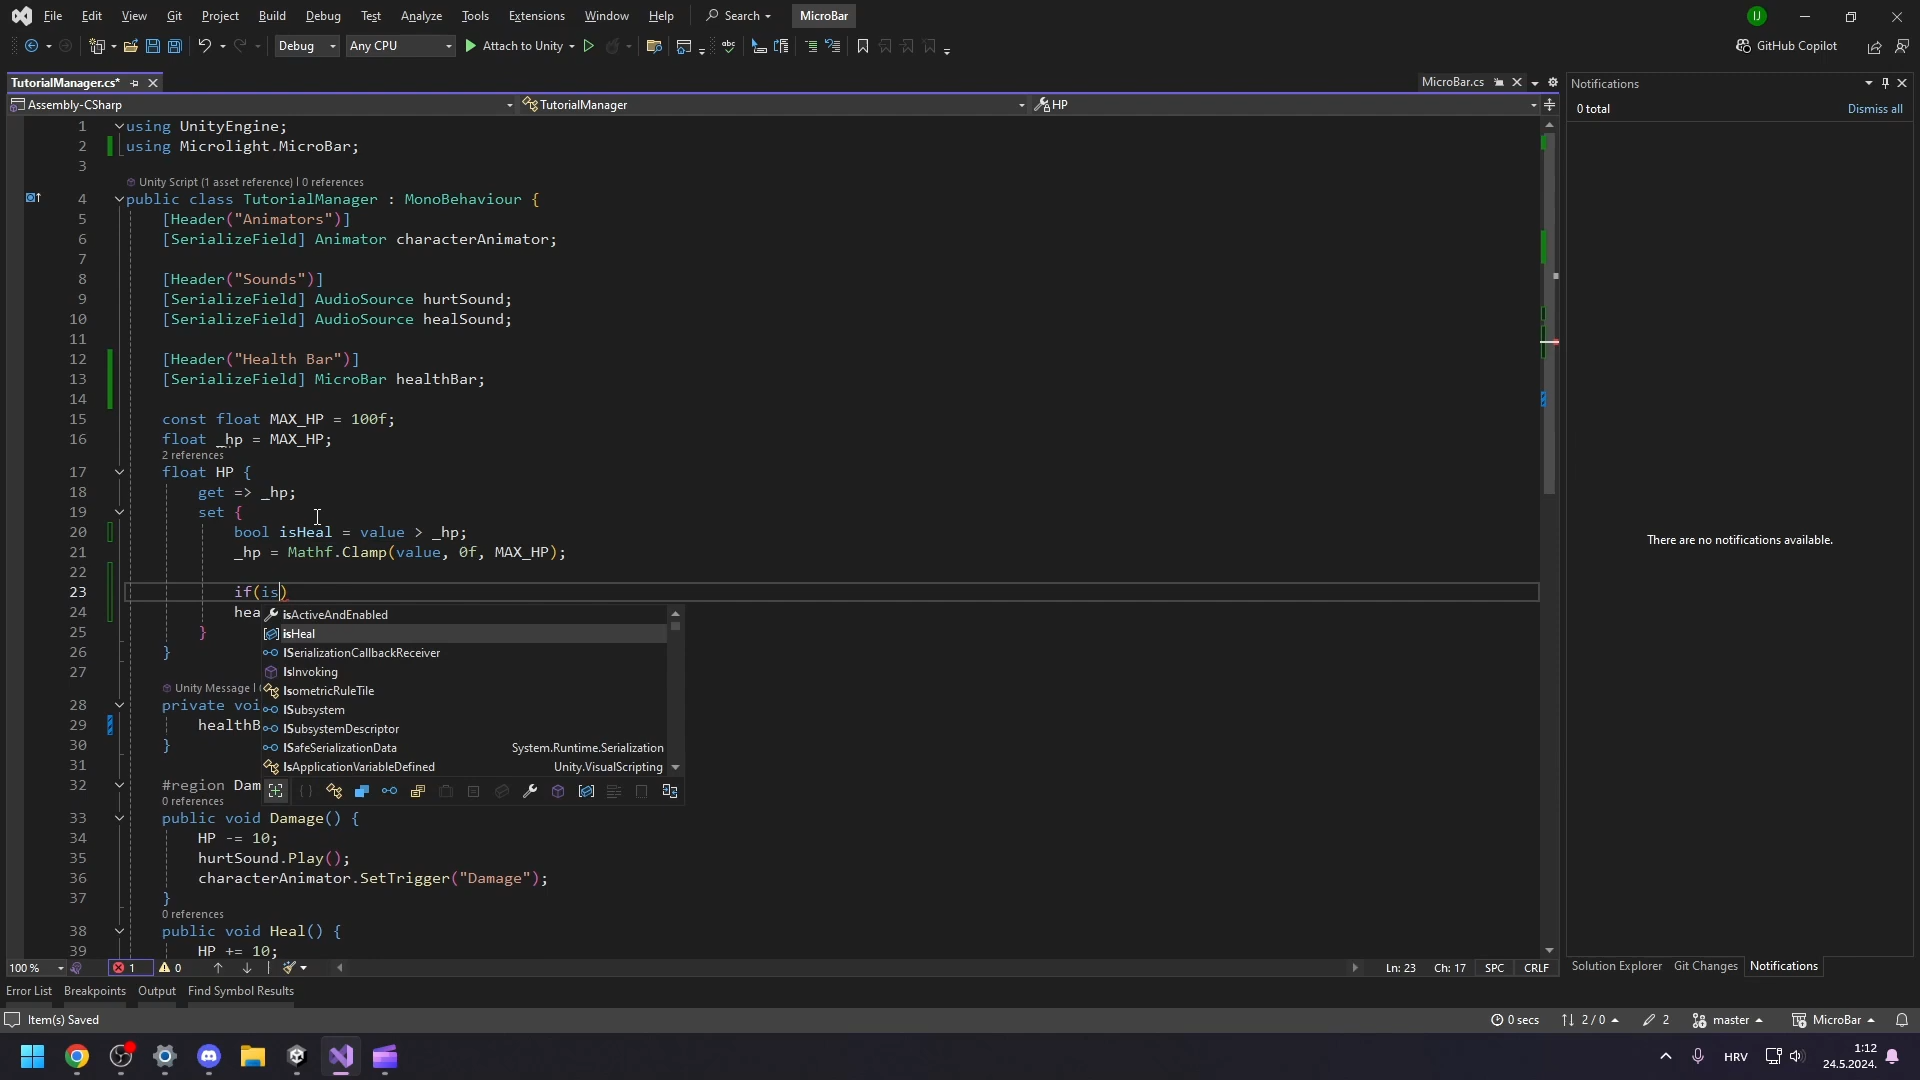 File Edit View Git Project Build Debug Test Analyze Tools Extensions Window Help Search MicroBar IJ
Debug Any CPU Attach to Unity GitHub Copilot
TutorialManager.cs* MicroBar.cs Notifications
Assembly-CSharp TutorialManager HP 0 total Dismiss all
1 using UnityEngine;
2 using Microlight.MicroBar;
3
Unity Script (1 asset reference) | 0 references
4 public class TutorialManager : MonoBehaviour {
5 [Header("Animators")]
6 [SerializeField] Animator characterAnimator;
7
8 [Header("Sounds")]
9 [SerializeField] AudioSource hurtSound;
10 [SerializeField] AudioSource healSound;
11
12 [Header("Health Bar")]
13 [SerializeField] MicroBar healthBar;
14
15 const float MAX_HP = 100f;
16 float _hp = MAX_HP;
2 references
17 float HP {
18 get => _hp;
19 set {
20 bool isHeal = value > _hp;
21 _hp = Mathf.Clamp(value, 0f, MAX_HP);
22
23 if(is)
24 hea
isActiveAndEnabled
isHeal
25 }
26 }
ISerializationCallbackReceiver
27
IsInvoking
Unity Message | (
IsometricRuleTile
28 private voi
ISubsystem
29 healthB
ISubsystemDescriptor
30 }
ISafeSerializationData System.Runtime.Serialization
31
IsApplicationVariableDefined Unity.VisualScripting
32 #region Dam
0 references
33 public void Damage() {
34 HP -= 10;
35 hurtSound.Play();
36 characterAnimator.SetTrigger("Damage");
37 }
0 references
38 public void Heal() {
39 HP += 10;
There are no notifications available.
100 % 1 0 Ln: 23 Ch: 17 SPC CRLF Solution Explorer Git Changes Notifications
Error List Breakpoints Output Find Symbol Results
Item(s) Saved 0 secs 2 / 0 2 master MicroBar
HRV 1:12
24.5.2024.